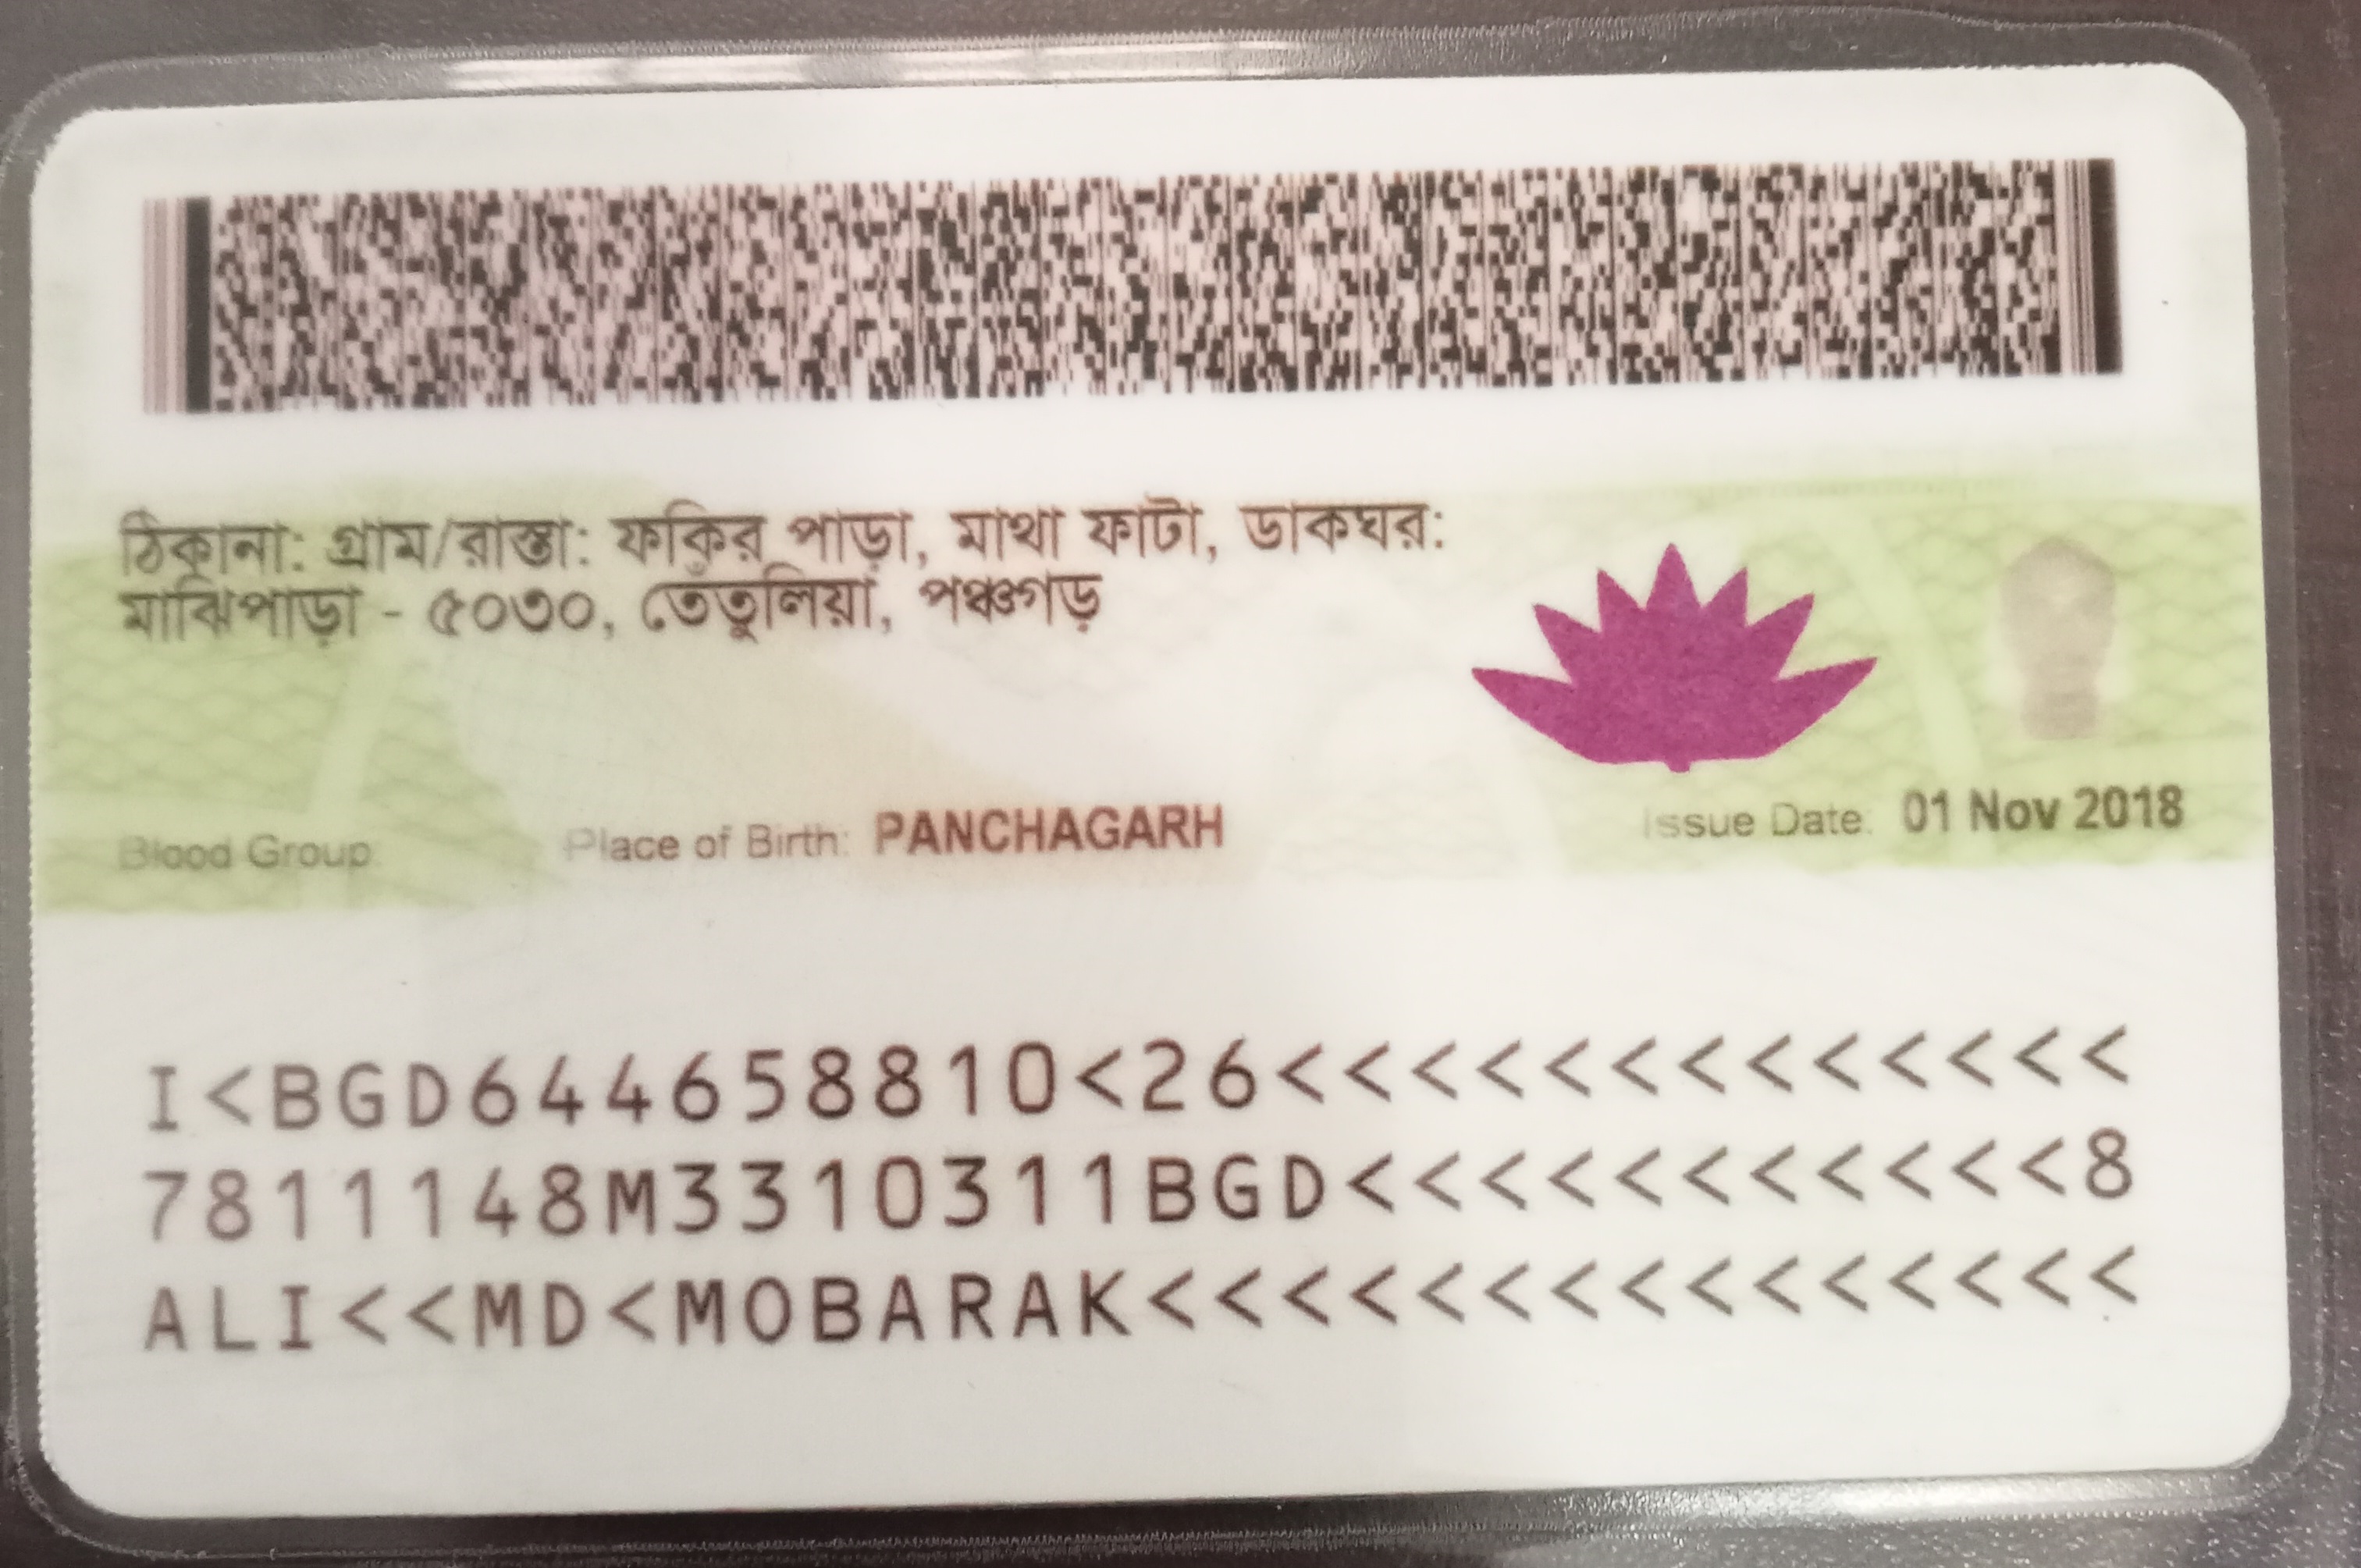 ঠিকানা: গ্রাম/রাস্তা: ফকির পাড়া, মাথা ফাটা, ডাকঘর:
মাঝিপাড়া - ৫০৩০, তেঁতুলিয়া, পঞ্চগড়
Blood Group: Place of Birth: PANCHAGARH Issue Date: 01 Nov 2018
I<BGD644658810<26<<<<<<<<<<<<<
7811148M3310311BGD<<<<<<<<<<<8
ALI<<MD<MOBARAK<<<<<<<<<<<<<<<